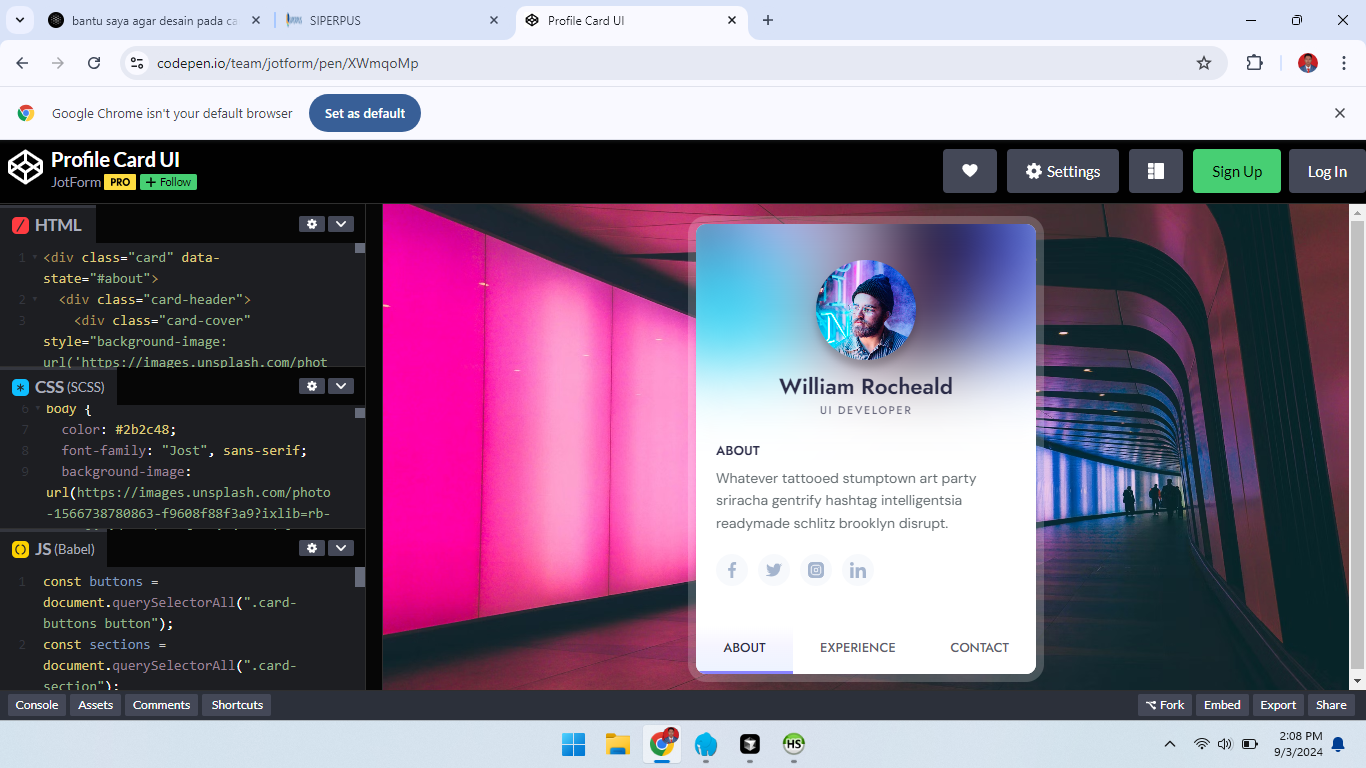 bantu saya agar desain pada ca
SIPERPUS
Profile Card UI
codepen.io/team/jotform/pen/XWmqoMp
Google Chrome isn't your default browser
Set as default
Profile Card UI
JotForm PRO + Follow
Settings
Sign Up
Log In
HTML
1 <div class="card" data-
state="#about">
2 <div class="card-header">
3 <div class="card-cover"
style="background-image:
url('https://images.unsplash.com/phot
CSS (SCSS)
6 body {
7 color: #2b2c48;
8 font-family: "Jost", sans-serif;
9 background-image:
url(https://images.unsplash.com/photo
-1566738780863-f9608f88f3a9?ixlib=rb-
JS (Babel)
1 const buttons =
document.querySelectorAll(".card-
buttons button");
2 const sections =
document.querySelectorAll(".card-
section");
William Rocheald
UI DEVELOPER
ABOUT
Whatever tattooed stumptown art party
sriracha gentrify hashtag intelligentsia
readymade schlitz brooklyn disrupt.
ABOUT
EXPERIENCE
CONTACT
Console
Assets
Comments
Shortcuts
Fork
Embed
Export
Share
HS
2:08 PM
9/3/2024